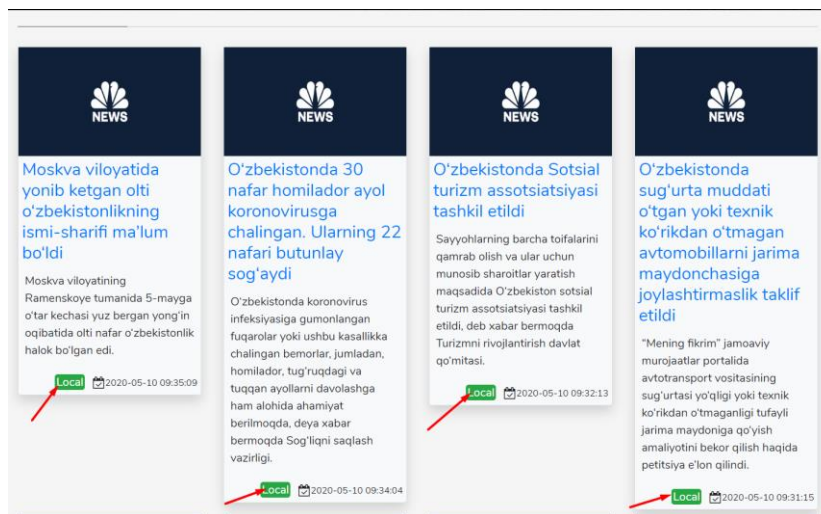 NEWS
Moskva viloyatida
yonib ketgan olti
o‘zbekistonlikning
ismi-sharifi ma’lum
bo‘ldi
Moskva viloyatining
Ramenskoye tumanida 5-mayga
o‘tar kechasi yuz bergan yong‘in
oqibatida olti nafar o‘zbekistonlik
halok bo‘lgan edi.
Local 2020-05-10 09:35:09
NEWS
O‘zbekistonda 30
nafar homilador ayol
koronovirusga
chalingan. Ularning 22
nafari butunlay
sog‘aydi
O‘zbekistonda koronovirus
infeksiyasiga gumonlangan
fuqarolar yoki ushbu kasallikka
chalingan bemorlar, jumladan,
homilador, tug‘ruqdagi va
tuqqan ayollarni davolashga
ham alohida ahamiyat
berilmoqda, deya xabar
bermoqda Sog‘liqni saqlash
vazirligi.
Local 2020-05-10 09:34:04
NEWS
O‘zbekistonda Sotsial
turizm assotsiatsiyasi
tashkil etildi
Sayyohlarning barcha toifalarini
qamrab olish va ular uchun
munosib sharoitlar yaratish
maqsadida O‘zbekiston sotsial
turizm assotsiatsiyasi tashkil
etildi, deb xabar bermoqda
Turizmni rivojlantirish davlat
qo‘mitasi.
Local 2020-05-10 09:32:13
NEWS
O‘zbekistonda
sug‘urta muddati
o‘tgan yoki texnik
ko‘rikdan o‘tmagan
avtomobillarni jarima
maydonchasiga
joylashtirmaslik taklif
etildi
“Mening fikrim” jamoaviy
murojaatlar portalida
avtotransport vositasining
sug‘urtasi yo‘qligi yoki texnik
ko‘rikdan o‘tmaganligi tufayli
jarima maydoniga qo‘yish
amaliyotini bekor qilish haqida
petitsiya e’lon qilindi.
Local 2020-05-10 09:31:15